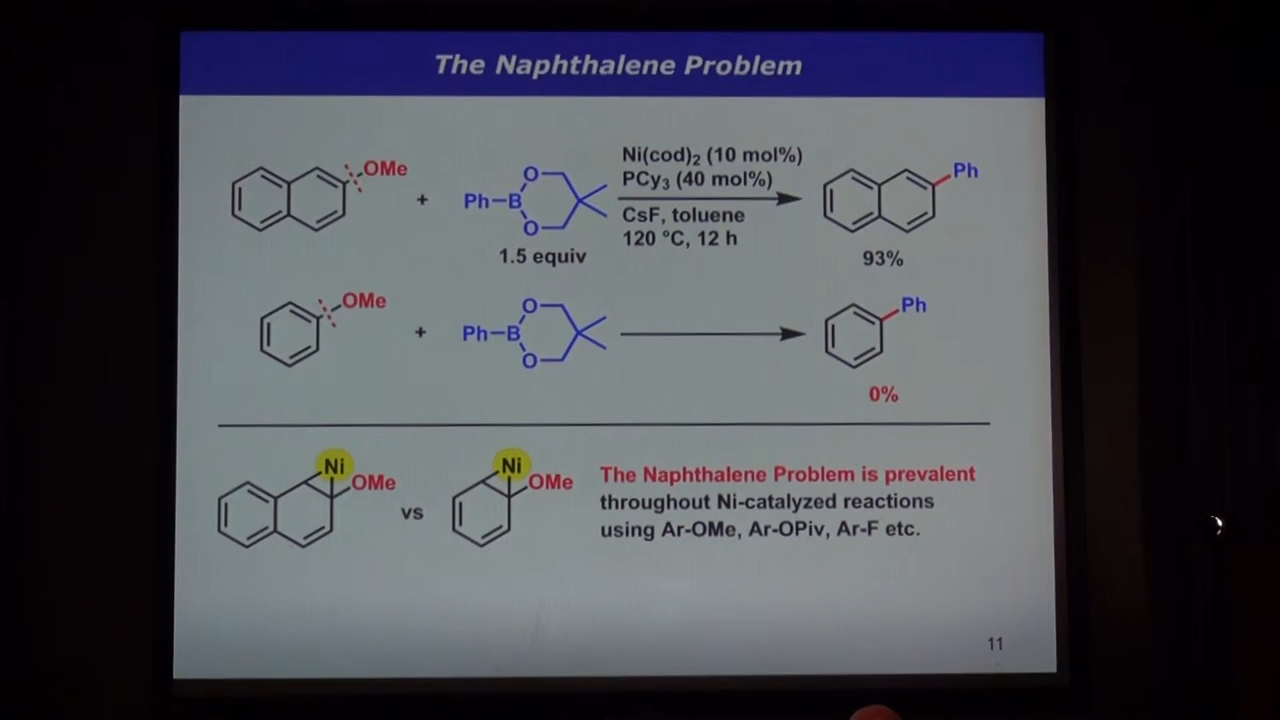 The Naphthalene Problem
OMe
+
Ph–B
O
O
1.5 equiv
Ni(cod)₂ (10 mol%)
PCy₃ (40 mol%)
CsF, toluene
120 °C, 12 h
Ph
93%
OMe
+
Ph–B
O
O
Ph
0%
Ni
OMe
vs
Ni
OMe
The Naphthalene Problem is prevalent
throughout Ni-catalyzed reactions
using Ar-OMe, Ar-OPiv, Ar-F etc.
11